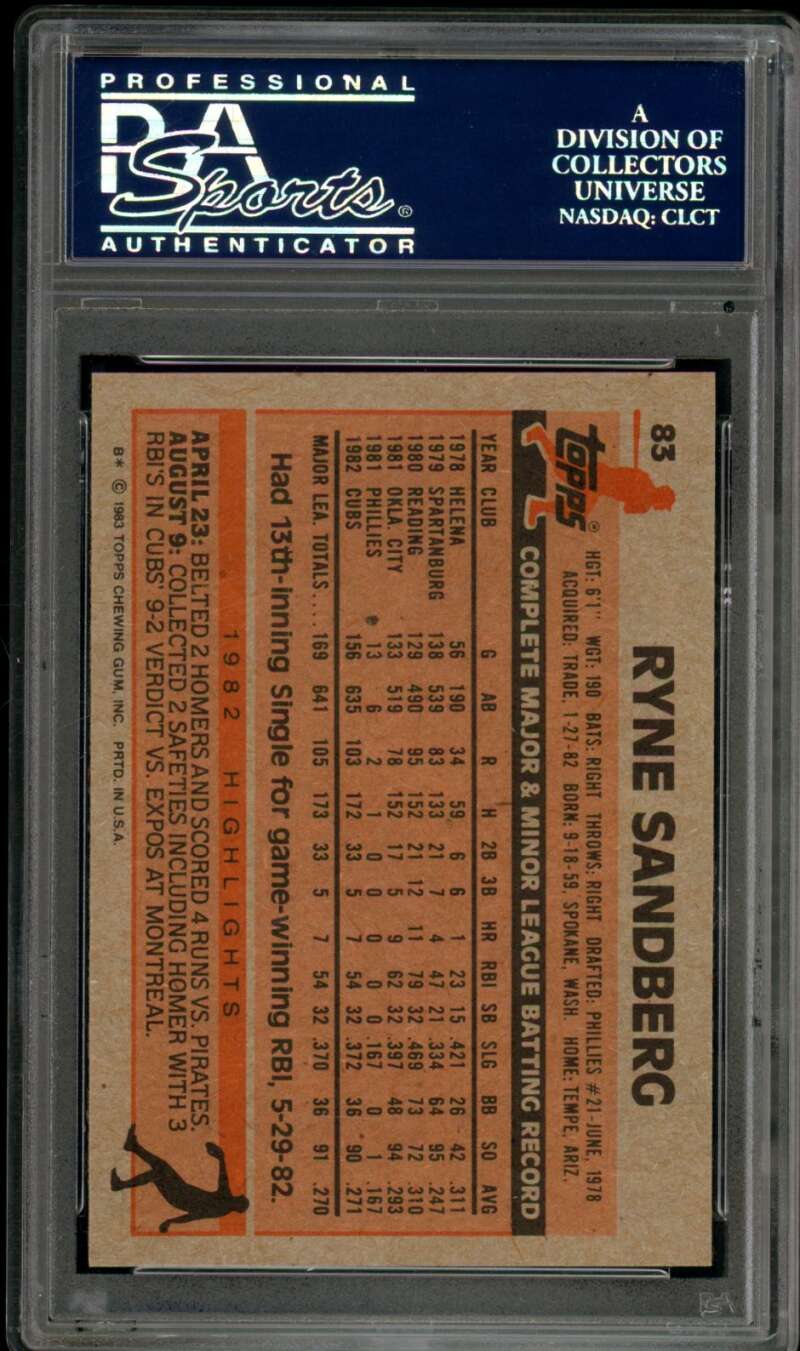 PROFESSIONAL
PSA
Sports®
AUTHENTICATOR
A
DIVISION OF
COLLECTORS
UNIVERSE
NASDAQ: CLCT
83
RYNE SANDBERG
topps®
HGT: 6'1" WGT: 190 BATS: RIGHT THROWS: RIGHT DRAFTED: PHILLIES #21-JUNE, 1978
ACQUIRED: TRADE, 1-27-82 BORN: 9-18-59, SPOKANE, WASH. HOME: TEMPE, ARIZ.
COMPLETE MAJOR & MINOR LEAGUE BATTING RECORD
YEAR CLUB G AB R H 2B 3B HR RBI SB SLG BB SO AVG
1978 HELENA 56 190 34 59 6 6 1 23 15 .421 26 42 .311
1979 SPARTANBURG 138 539 83 133 21 7 4 47 21 .334 64 95 .247
1980 READING 129 490 95 152 21 12 11 79 32 .469 73 72 .310
1981 OKLA. CITY 133 519 78 152 17 5 9 62 32 .397 48 94 .293
1981 PHILLIES 13 6 2 1 0 0 0 0 0 .167 0 1 .167
1982 CUBS 156 635 103 172 33 5 7 54 32 .372 36 90 .271
MAJOR LEA. TOTALS.... 169 641 105 173 33 5 7 54 32 .370 36 91 .270
Had 13th-inning Single for game-winning RBI, 5-29-82.
1982 HIGHLIGHTS
APRIL 23: BELTED 2 HOMERS AND SCORED 4 RUNS VS. PIRATES.
AUGUST 9: COLLECTED 2 SAFETIES INCLUDING HOMER WITH 3
RBI'S IN CUBS' 9-2 VERDICT VS. EXPOS AT MONTREAL.
B* © 1983 TOPPS CHEWING GUM, INC. PRTD. IN U.S.A.